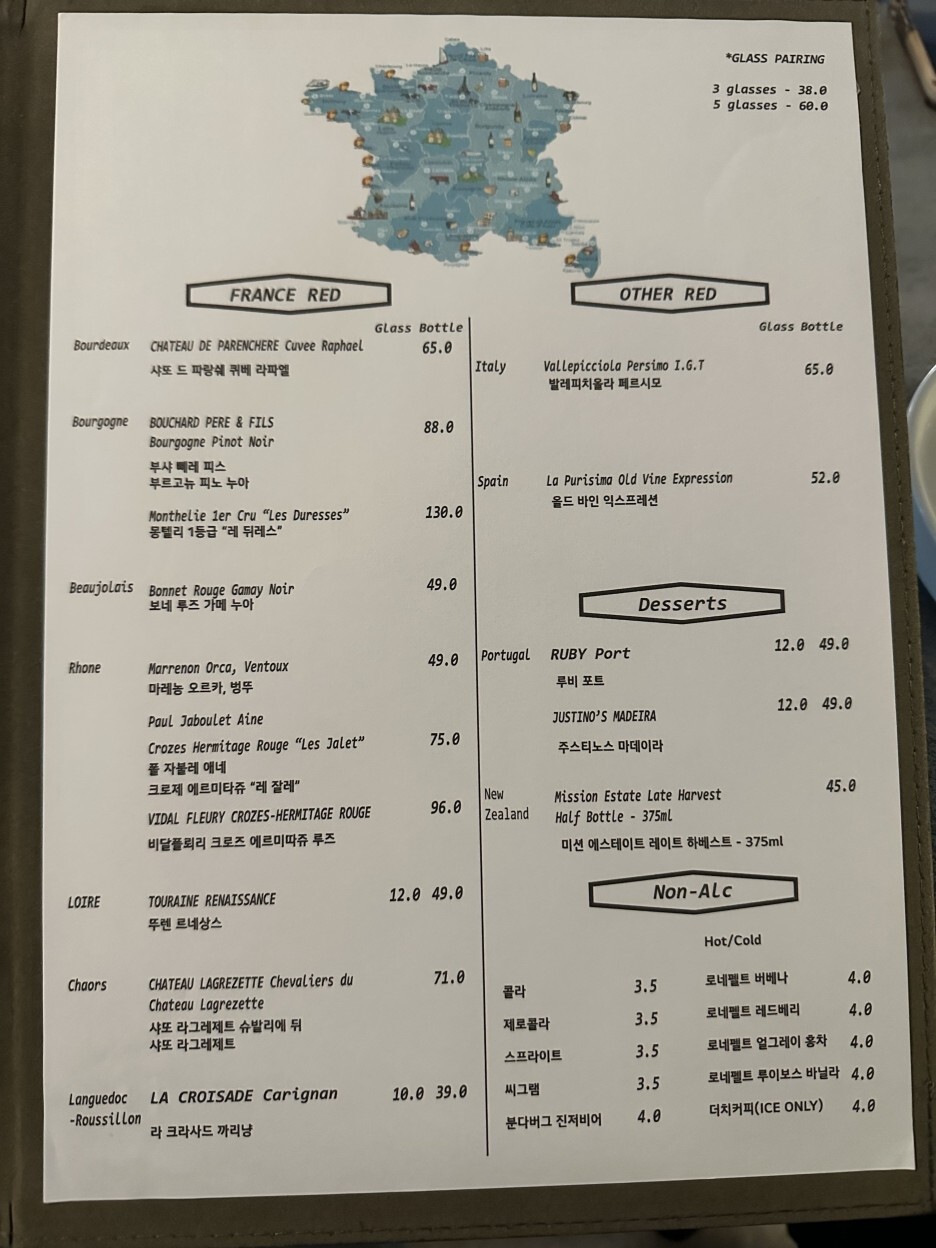 *GLASS PAIRING
3 glasses - 38.0
5 glasses - 60.0
FRANCE RED
Glass Bottle
Bourdeaux CHATEAU DE PARENCHERE Cuvee Raphael 65.0
샤또 드 파랑쉐 퀴베 라파엘
Bourgogne BOUCHARD PERE & FILS 88.0
Bourgogne Pinot Noir
부샤 뻬레 피스
부르고뉴 피노 누아
Monthelie 1er Cru “Les Duresses” 130.0
몽텔리 1등급 “레 뒤레스”
Beaujolais Bonnet Rouge Gamay Noir 49.0
보네 루즈 가메 누아
Rhone Marrenon Orca, Ventoux 49.0
마레농 오르카, 벙뚜
Paul Jaboulet Aine
Crozes Hermitage Rouge “Les Jalet” 75.0
폴 자불레 애네
크로제 에르미타쥬 “레 잘레”
VIDAL FLEURY CROZES-HERMITAGE ROUGE 96.0
비달플뢰리 크로즈 에르미따쥬 루즈
LOIRE TOURAINE RENAISSANCE 12.0 49.0
뚜렌 르네상스
Chaors CHATEAU LAGREZETTE Chevaliers du 71.0
Chateau Lagrezette
샤또 라그레제트 슈발리에 뒤
샤또 라그레제트
Languedoc LA CROISADE Carignan 10.0 39.0
-Roussillon
라 크라사드 까리냥
OTHER RED
Glass Bottle
Italy Vallepicciola Persimo I.G.T 65.0
발레피치올라 페르시모
Spain La Purisima Old Vine Expression 52.0
올드 바인 익스프레션
Desserts
Portugal RUBY Port 12.0 49.0
루비 포트
JUSTINO’S MADEIRA 12.0 49.0
주스티노스 마데이라
New Mission Estate Late Harvest 45.0
Zealand Half Bottle - 375ml
미션 에스테이트 레이트 하베스트 - 375ml
Non-Alc
Hot/Cold
콜라 3.5 로네펠트 버베나 4.0
제로콜라 3.5 로네펠트 레드베리 4.0
스프라이트 3.5 로네펠트 얼그레이 홍차 4.0
씨그램 3.5 로네펠트 루이보스 바닐라 4.0
분다버그 진저비어 4.0 더치커피(ICE ONLY) 4.0